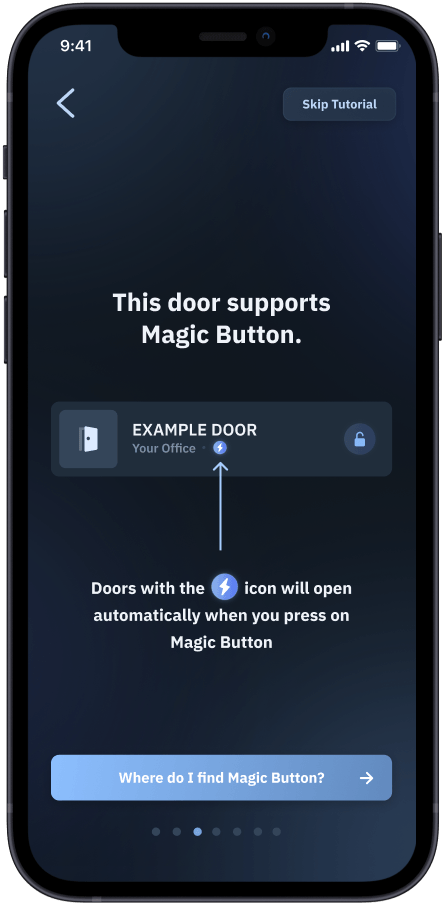 9:41
Skip Tutorial
This door supports
Magic Button.
EXAMPLE DOOR
Your Office ·
Doors with the icon will open
automatically when you press on
Magic Button
Where do I find Magic Button?